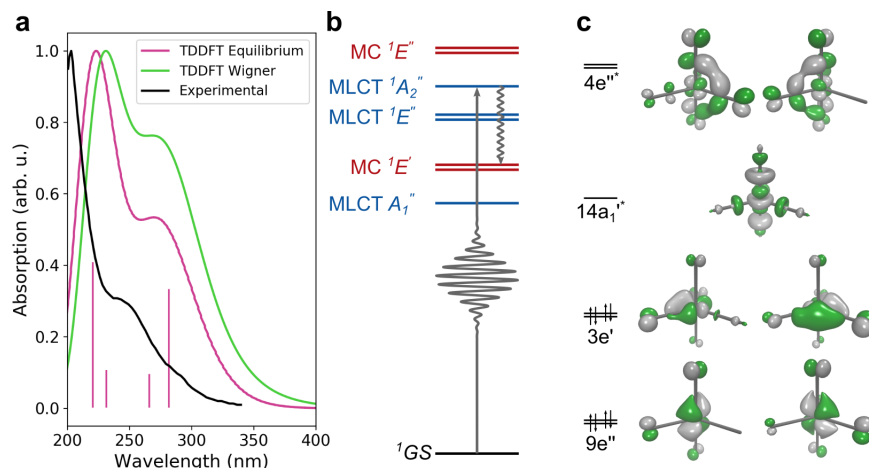 a
1.0
0.8
0.6
0.4
0.2
0.0
Absorption (arb. u.)
200
250
300
350
400
Wavelength (nm)
TDDFT Equilibrium
TDDFT Wigner
Experimental
b
MC ¹E″
MLCT ¹A₂″
MLCT ¹E″
MC ¹E′
MLCT A₁″
¹GS
c
4e″*
14a₁′*
3e′
9e″